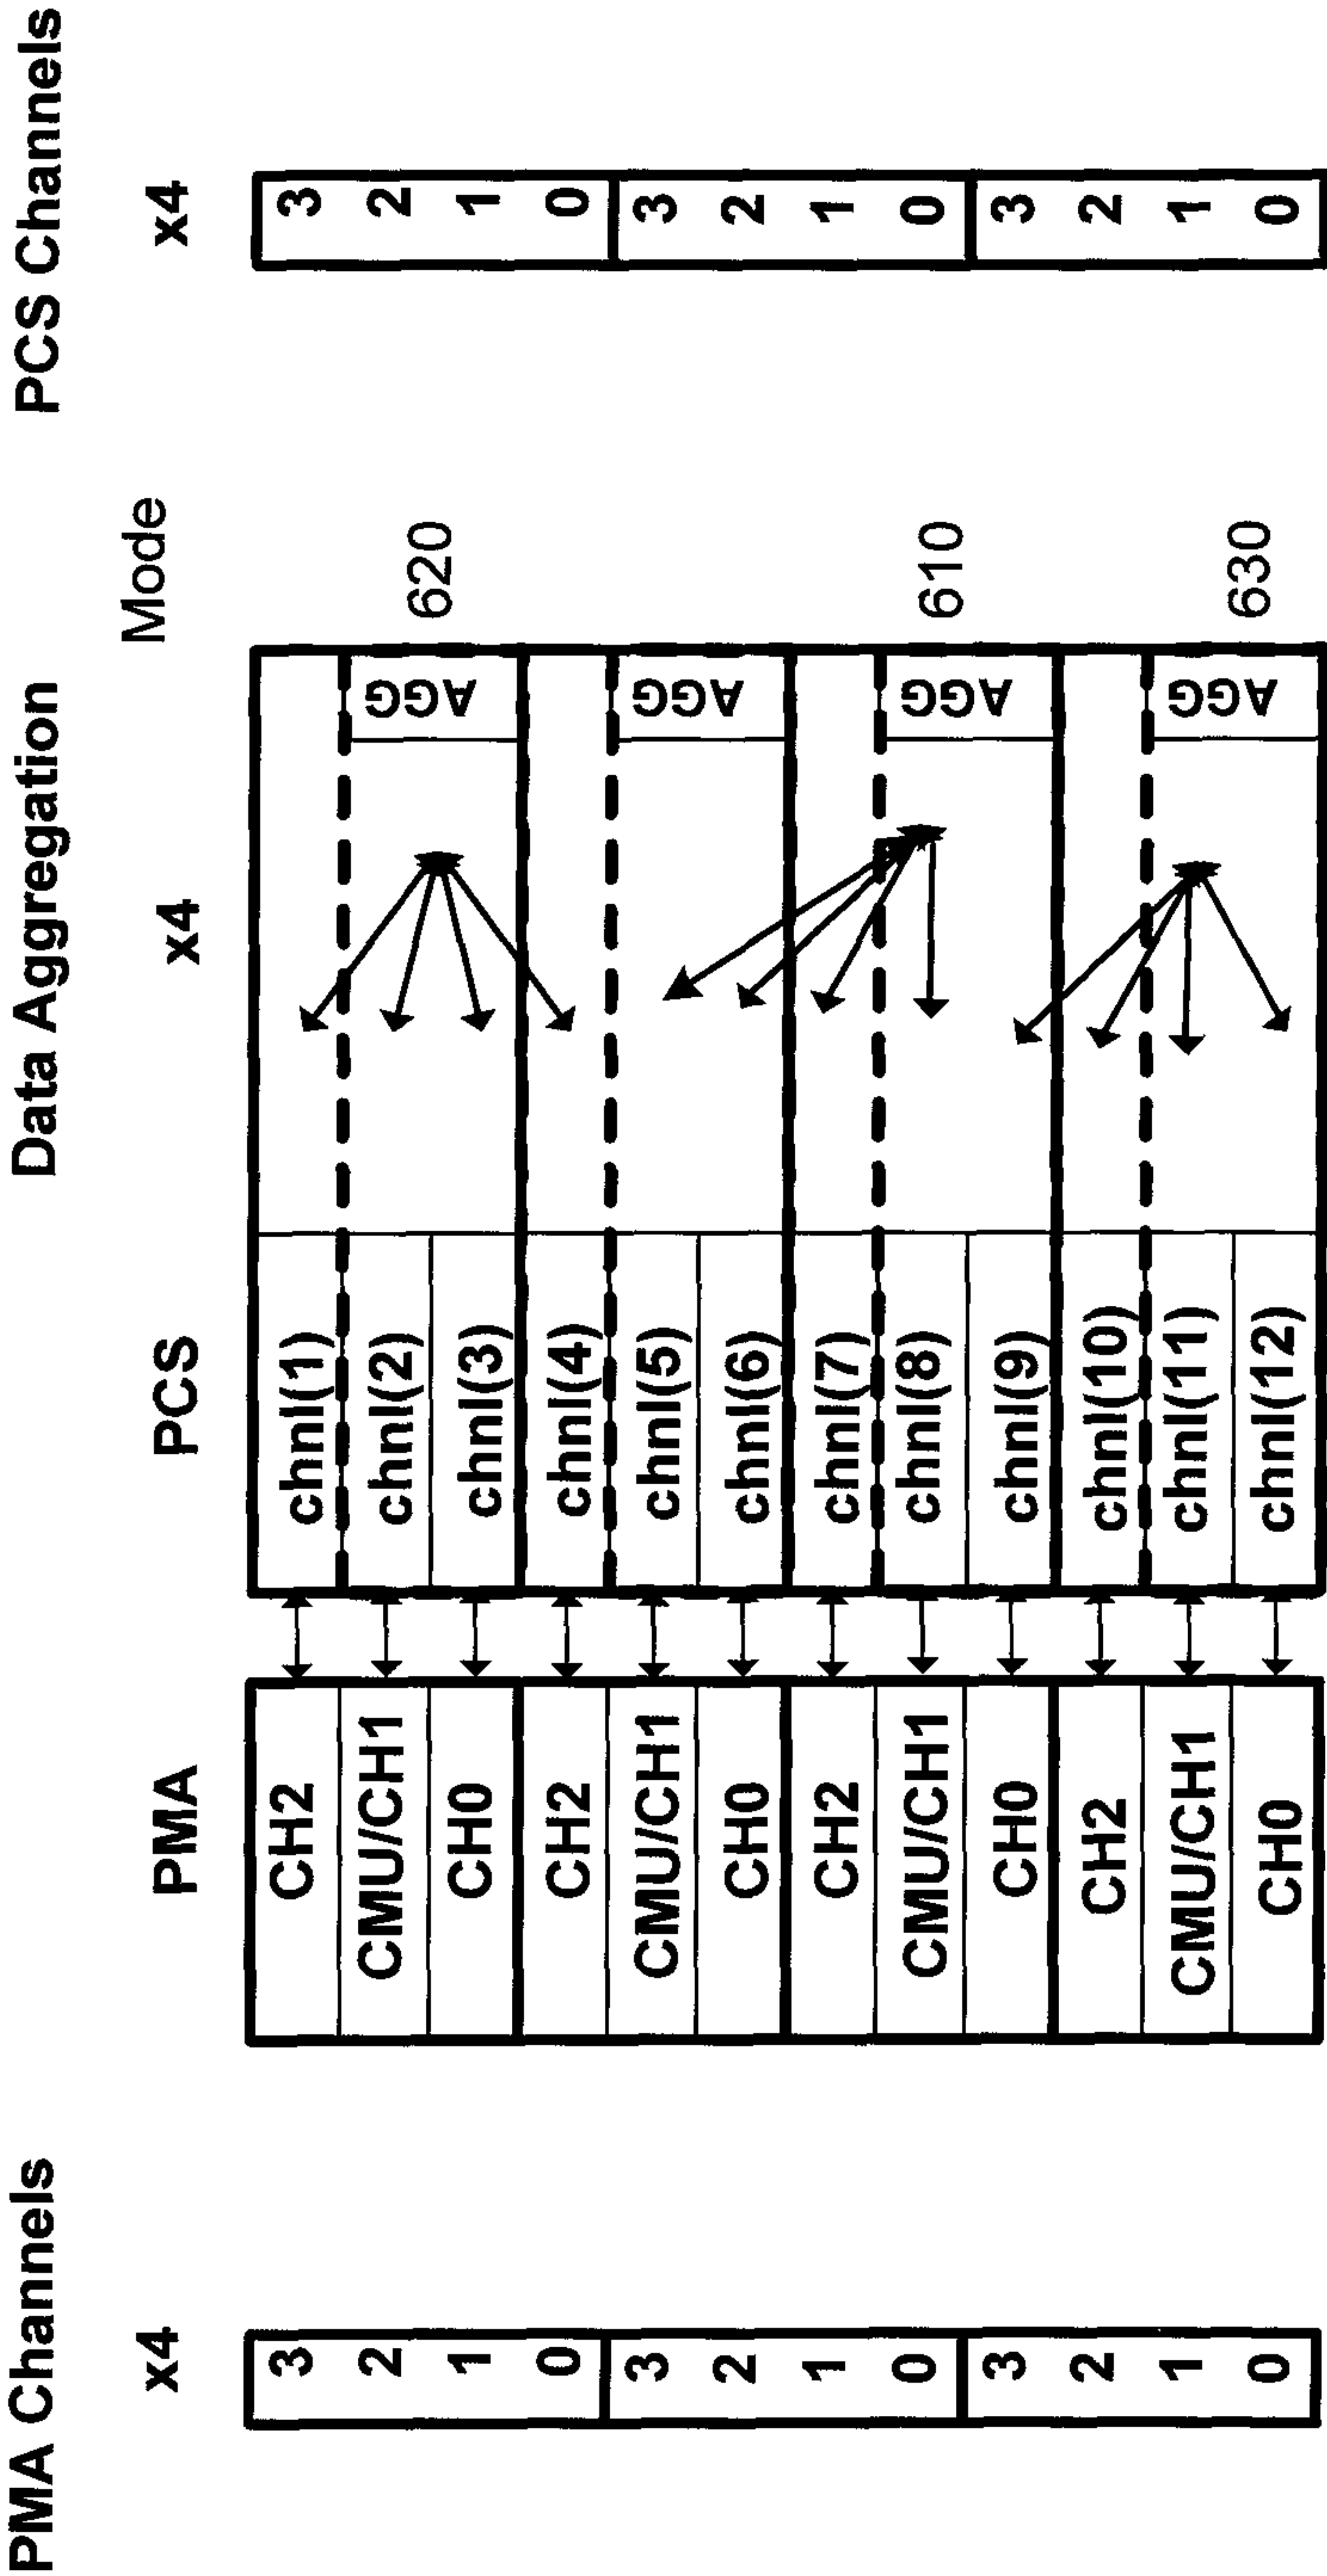 PMA Channels
Data Aggregation
PCS Channels
x4
PMA
PCS
x4
Mode
x4
3
CH2
chnl(1)
3
2
CMU/CH1
chnl(2)
AGG
620
2
1
CH0
chnl(3)
1
0
CH2
chnl(4)
0
3
CMU/CH1
chnl(5)
AGG
3
2
CH0
chnl(6)
2
1
CH2
chnl(7)
1
0
CMU/CH1
chnl(8)
AGG
610
0
3
CH0
chnl(9)
3
2
CH2
chnl(10)
2
1
CMU/CH1
chnl(11)
AGG
630
1
0
CH0
chnl(12)
0